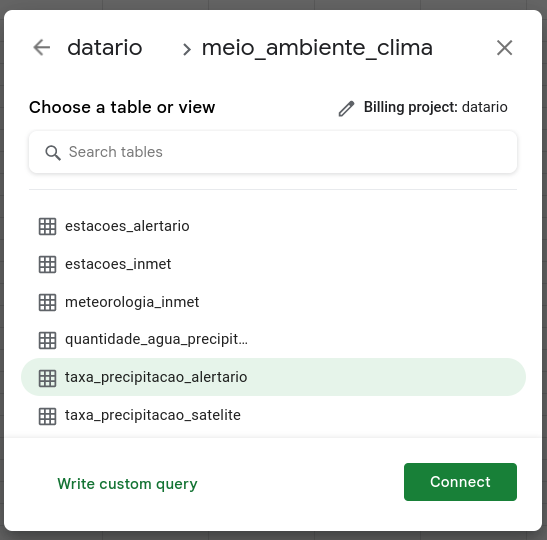 datario > meio_ambiente_clima
Choose a table or view
Billing project: datario
Search tables
estacoes_alertario
estacoes_inmet
meteorologia_inmet
quantidade_agua_precipit...
taxa_precipitacao_alertario
taxa_precipitacao_satelite
Write custom query
Connect